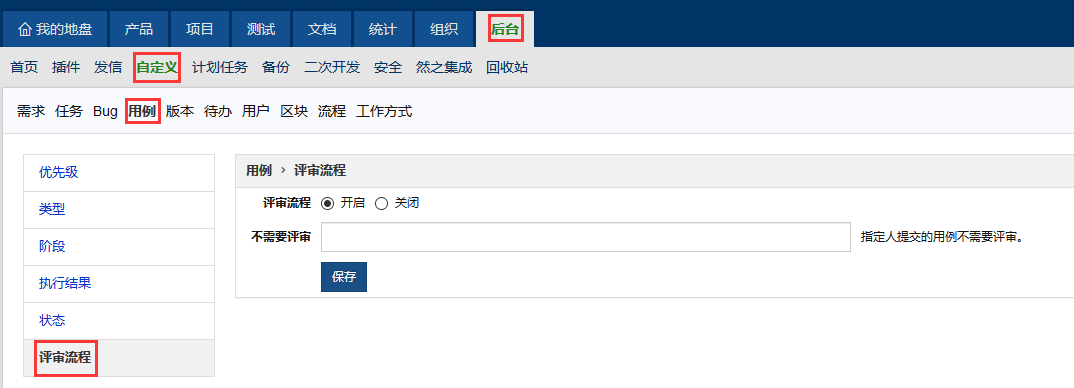 我的地盘 产品 项目 测试 文档 统计 组织 后台
首页 插件 发信 自定义 计划任务 备份 二次开发 安全 然之集成 回收站
需求 任务 Bug 用例 版本 待办 用户 区块 流程 工作方式
优先级
类型
阶段
执行结果
状态
评审流程
用例 > 评审流程
评审流程 开启 关闭
不需要评审 指定人提交的用例不需要评审。
保存